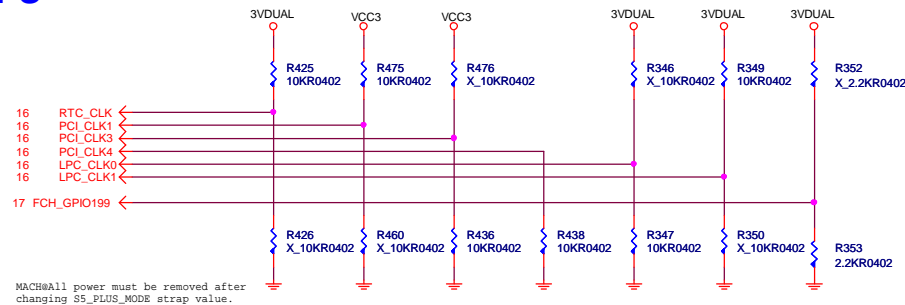 3VDUAL VCC3 VCC3 3VDUAL 3VDUAL 3VDUAL
R425 R475 R476 R346 R349 R352
10KR0402 10KR0402 X_10KR0402 X_10KR0402 10KR0402 X_2.2KR0402
16 RTC_CLK
16 PCI_CLK1
16 PCI_CLK3
16 PCI_CLK4
16 LPC_CLK0
16 LPC_CLK1
17 FCH_GPIO199
R426 R460 R436 R438 R347 R350 R353
X_10KR0402 X_10KR0402 10KR0402 10KR0402 10KR0402 X_10KR0402 2.2KR0402
MACH@All power must be removed after
changing S5_PLUS_MODE strap value.